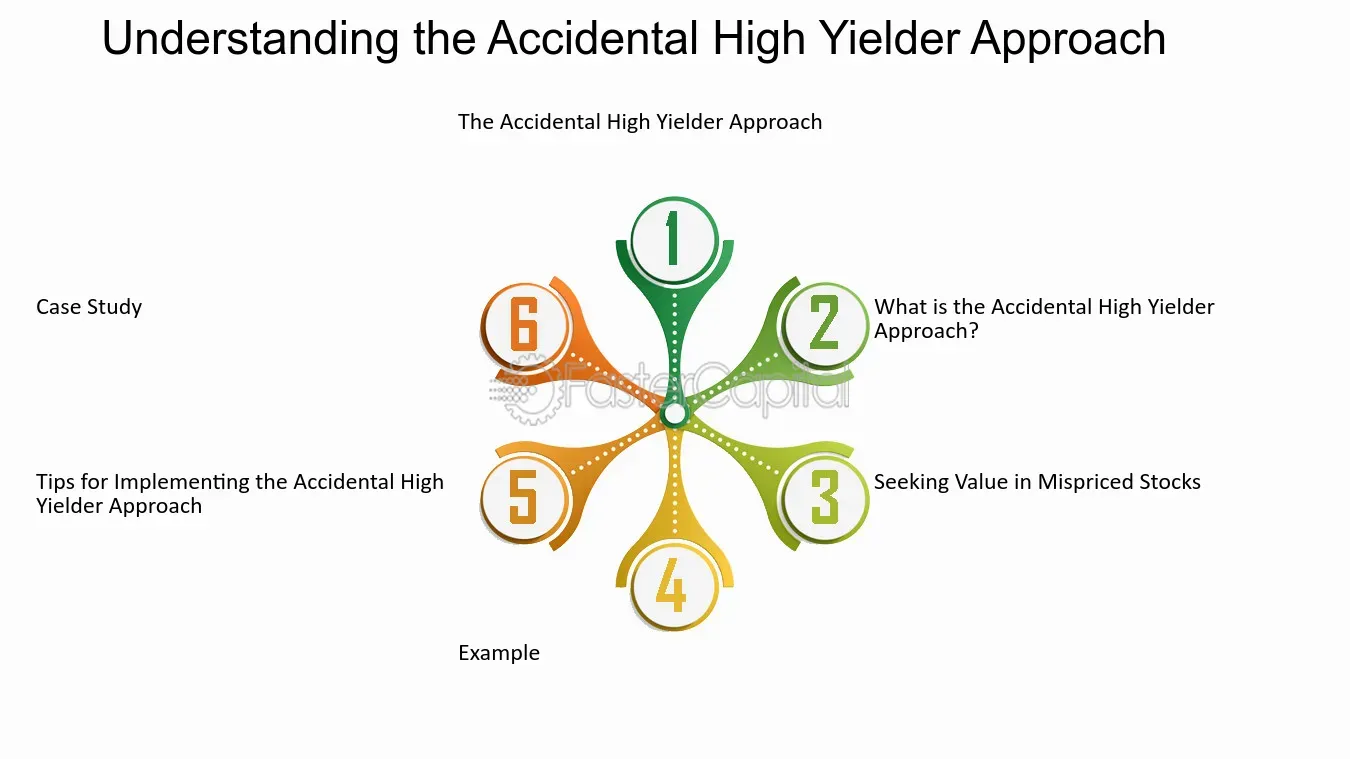 Understanding the Accidental High Yielder Approach
The Accidental High Yielder Approach
1
2
What is the Accidental High Yielder
Approach?
3
Seeking Value in Mispriced Stocks
4
Example
5
Tips for Implementing the Accidental High
Yielder Approach
6
Case Study
FasterCapital